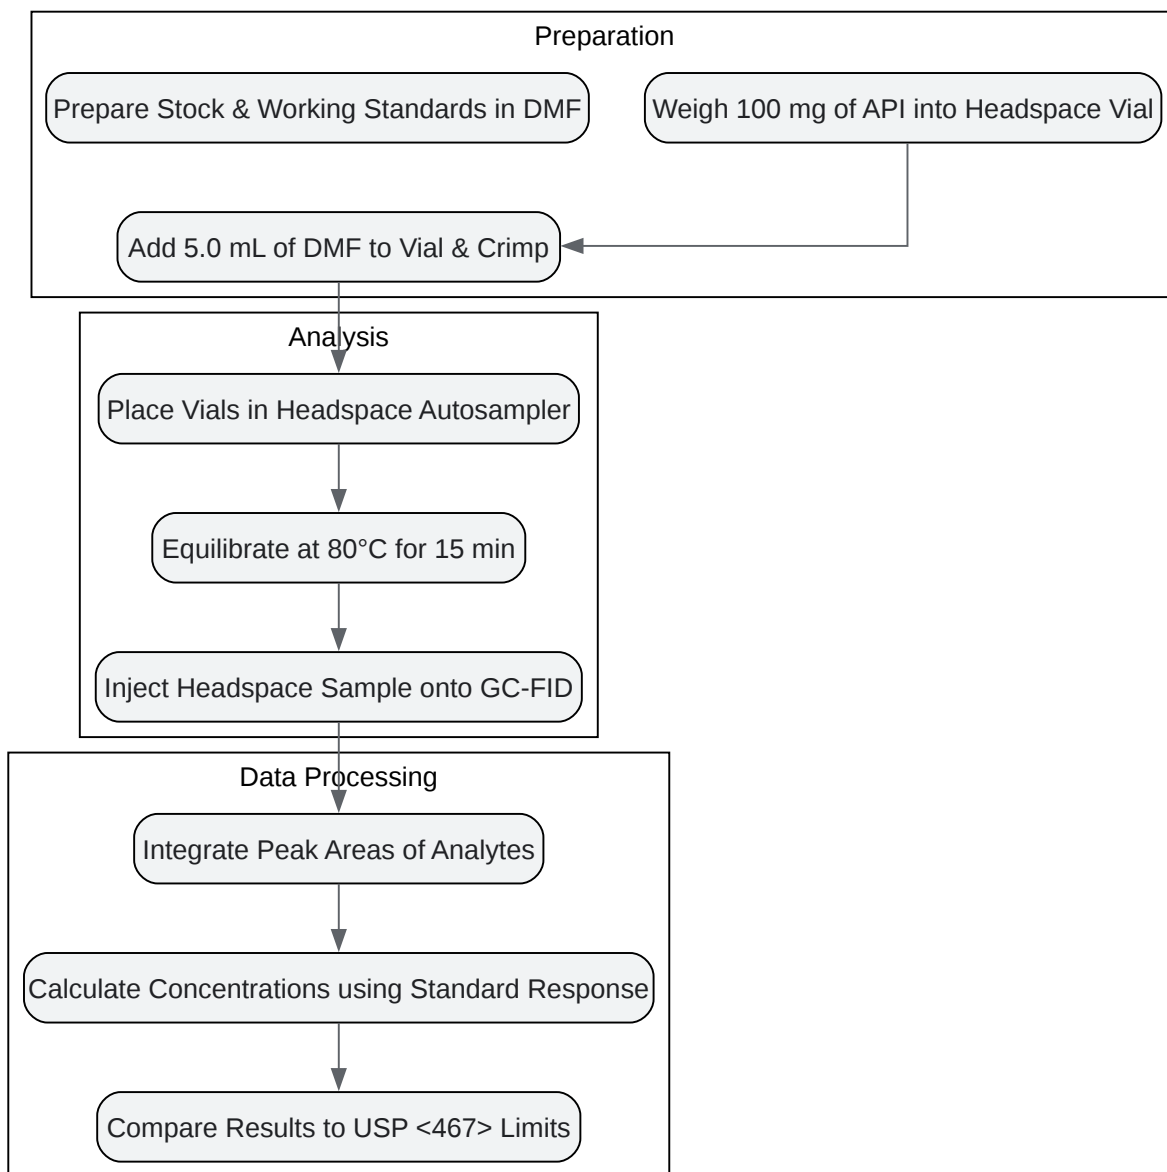 Preparation
Prepare Stock & Working Standards in DMF
Weigh 100 mg of API into Headspace Vial
Add 5.0 mL of DMF to Vial & Crimp
Analysis
Place Vials in Headspace Autosampler
Equilibrate at 80°C for 15 min
Inject Headspace Sample onto GC-FID
Data Processing
Integrate Peak Areas of Analytes
Calculate Concentrations using Standard Response
Compare Results to USP <467> Limits